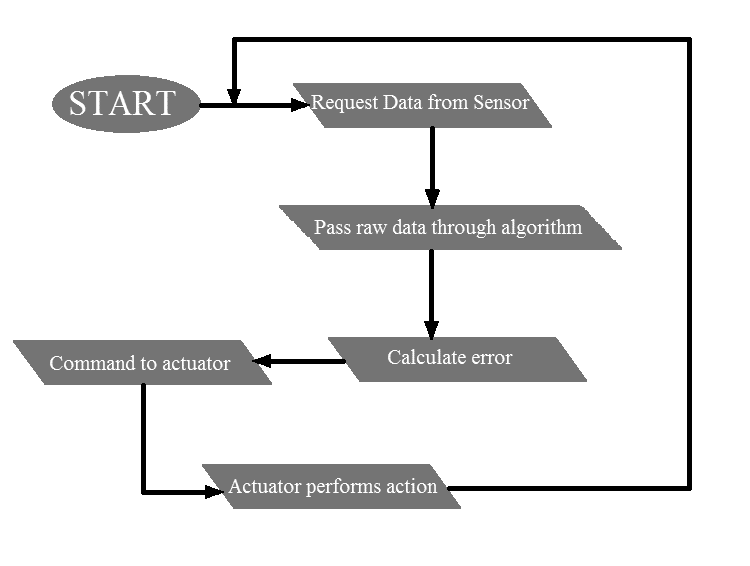 START
Request Data from Sensor
Pass raw data through algorithm
Calculate error
Command to actuator
Actuator performs action